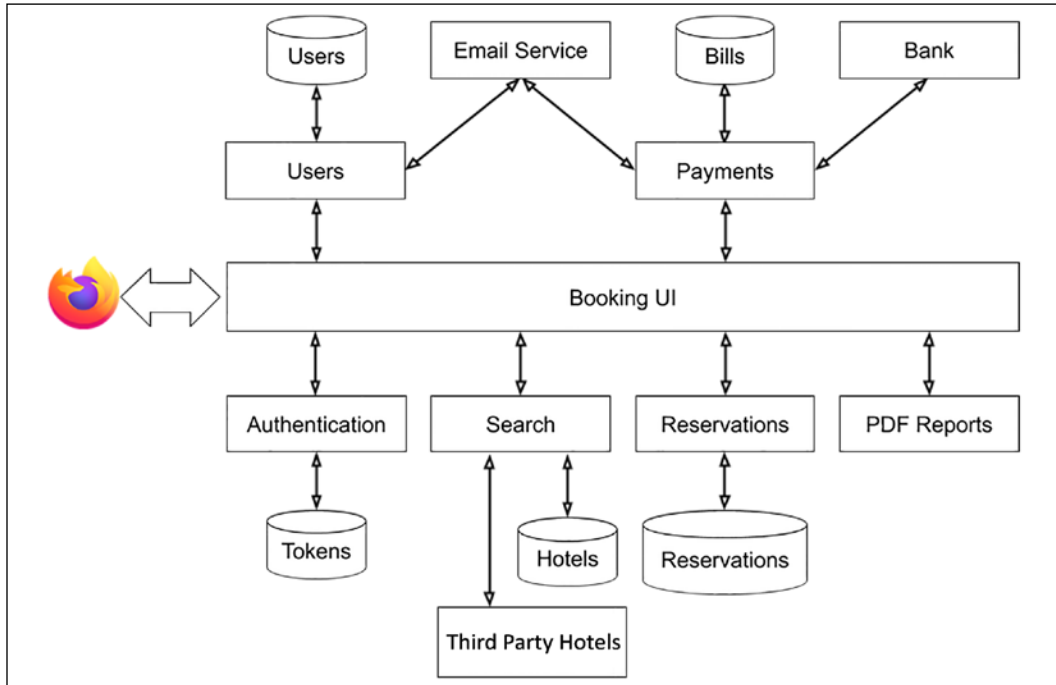 Users
Email Service
Bills
Bank
Users
Payments
Booking UI
Authentication
Search
Reservations
PDF Reports
Tokens
Hotels
Reservations
Third Party Hotels